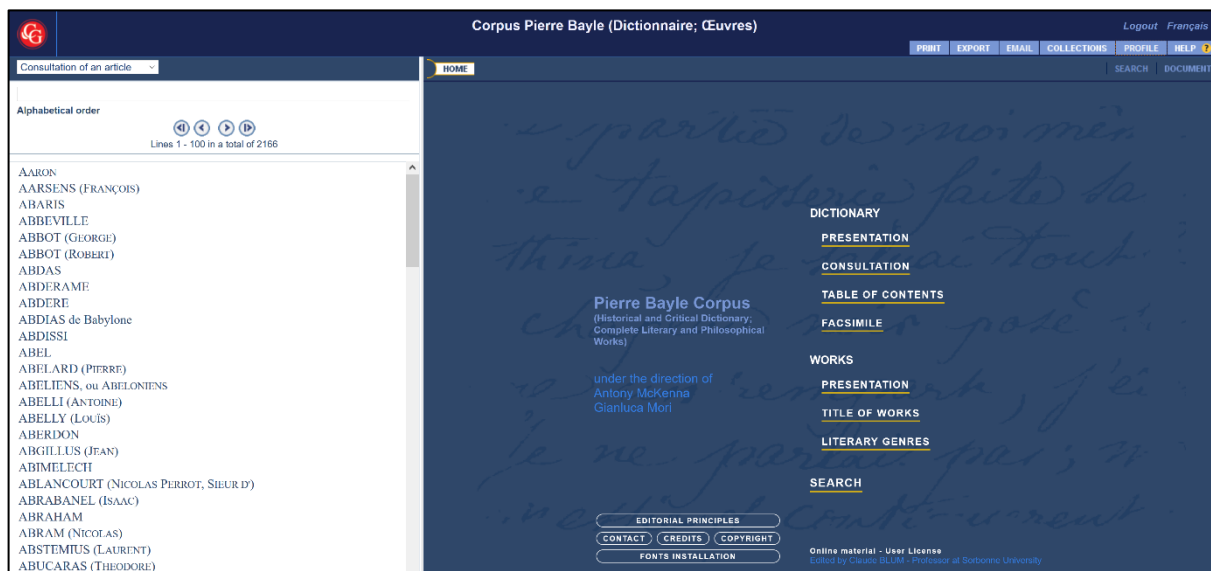 CG
Corpus Pierre Bayle (Dictionnaire; Œuvres)
Logout Français
PRINT EXPORT EMAIL COLLECTIONS PROFILE HELP ?
Consultation of an article
HOME
SEARCH DOCUMENT
Alphabetical order
Lines 1 - 100 in a total of 2166
AARON
AARSENS (FRANÇOIS)
ABARIS
ABBEVILLE
ABBOT (GEORGE)
ABBOT (ROBERT)
ABDAS
ABDERAME
ABDERE
ABDIAS de Babylone
ABDISSI
ABEL
ABELARD (PIERRE)
ABELIENS, ou ABELONIENS
ABELLI (ANTOINE)
ABELLY (LOUÏS)
ABERDON
ABGILLUS (JEAN)
ABIMELECH
ABLANCOURT (NICOLAS PERROT, SIEUR D')
ABRABANEL (ISAAC)
ABRAHAM
ABRAM (NICOLAS)
ABSTEMIUS (LAURENT)
ABUCARAS (THEODORE)
Pierre Bayle Corpus
(Historical and Critical Dictionary;
Complete Literary and Philosophical
Works)
under the direction of
Antony McKenna
Gianluca Mori
DICTIONARY
PRESENTATION
CONSULTATION
TABLE OF CONTENTS
FACSIMILE
WORKS
PRESENTATION
TITLE OF WORKS
LITERARY GENRES
SEARCH
EDITORIAL PRINCIPLES
CONTACT CREDITS COPYRIGHT
FONTS INSTALLATION
Online material - User License
Edited by Claude BLUM - Professor at Sorbonne University